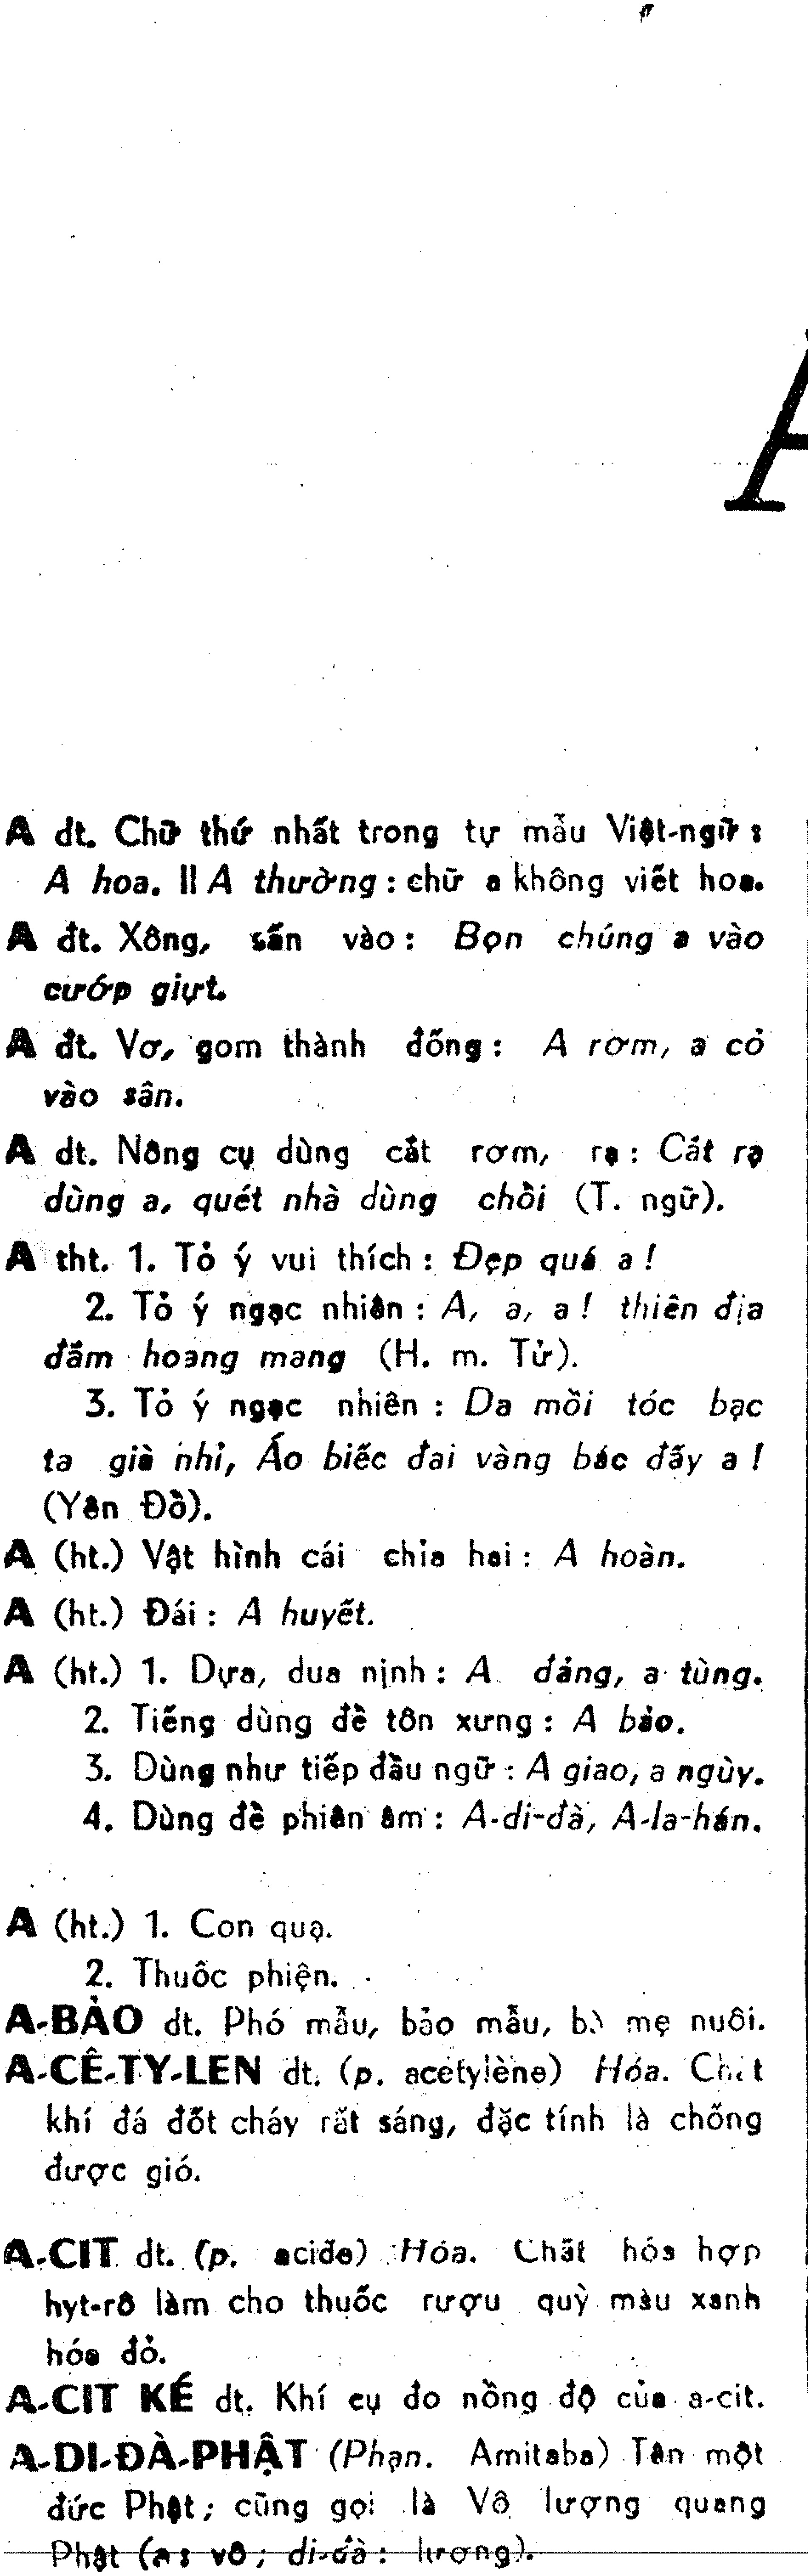 A
A dt. Chữ thứ nhất trong tự mẫu Việt-ngữ :
A hoa. || A thường : chữ a không viết hoa.
A đt. Xông, sấn vào : Bọn chúng a vào
cướp giựt.
A đt. Vơ, gom thành đống : A rơm, a cỏ
vào sân.
A dt. Nông cụ dùng cắt rơm, rạ : Cắt rạ
dùng a, quét nhà dùng chổi (T. ngữ).
A tht. 1. Tỏ ý vui thích : Đẹp quá a !
2. Tỏ ý ngạc nhiên : A, a, a ! thiên địa
đắm hoang mang (H. m. Tử).
3. Tỏ ý ngạc nhiên : Da mồi tóc bạc
ta già nhỉ, Áo biếc đai vàng bác đấy a !
(Yên Đổ).
A (ht.) Vật hình cái chỉa hai : A hoàn.
A (ht.) Đái : A huyết.
A (ht.) 1. Dựa, dua nịnh : A đảng, a tùng.
2. Tiếng dùng để tôn xưng : A bảo.
3. Dùng như tiếp đầu ngữ : A giao, a ngùy.
4. Dùng để phiên âm : A-di-đà, A-la-hán.
A (ht.) 1. Con quạ.
2. Thuốc phiện.
A-BẢO dt. Phó mẫu, bảo mẫu, bà mẹ nuôi.
A-CÊ-TY-LEN dt. (p. acétylène) Hóa. Chất
khí đá đốt cháy rất sáng, đặc tính là chống
được gió.
A-CIT dt. (p. acide) Hóa. Chất hóa hợp
hyt-rô làm cho thuốc rượu quỳ màu xanh
hóa đỏ.
A-CIT KẾ dt. Khí cụ đo nồng độ của a-cit.
A-DI-ĐÀ-PHẬT (Phạn. Amitaba) Tên một
đức Phật ; cũng gọi là Vô lượng quang
Phật (a : vô ; di-đà : lượng).